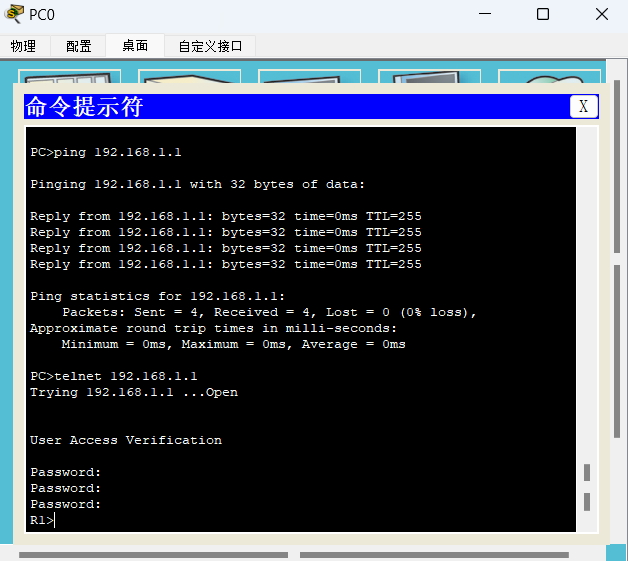 PC0
物理 配置 桌面 自定义接口
命令提示符 X
PC>ping 192.168.1.1
Pinging 192.168.1.1 with 32 bytes of data:
Reply from 192.168.1.1: bytes=32 time=0ms TTL=255
Reply from 192.168.1.1: bytes=32 time=0ms TTL=255
Reply from 192.168.1.1: bytes=32 time=0ms TTL=255
Reply from 192.168.1.1: bytes=32 time=0ms TTL=255
Ping statistics for 192.168.1.1:
Packets: Sent = 4, Received = 4, Lost = 0 (0% loss),
Approximate round trip times in milli-seconds:
Minimum = 0ms, Maximum = 0ms, Average = 0ms
PC>telnet 192.168.1.1
Trying 192.168.1.1 ...Open
User Access Verification
Password:
Password:
Password:
R1>